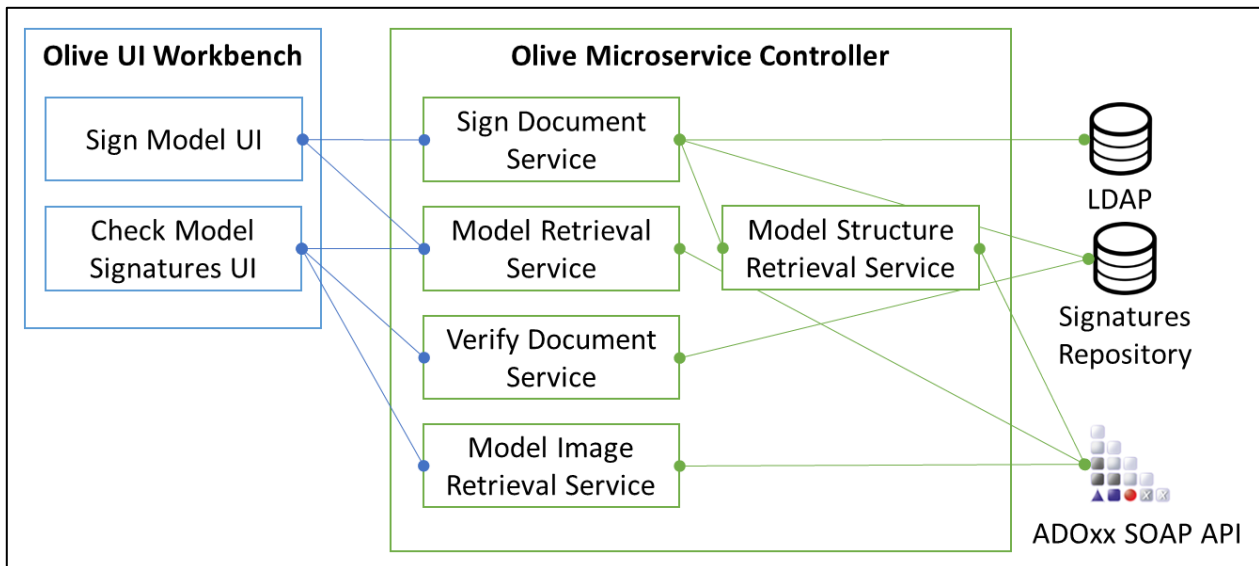 Olive UI Workbench
Sign Model UI
Check Model
Signatures UI
Olive Microservice Controller
Sign Document
Service
Model Retrieval
Service
Model Structure
Retrieval Service
Verify Document
Service
Model Image
Retrieval Service
LDAP
Signatures
Repository
ADOxx SOAP API